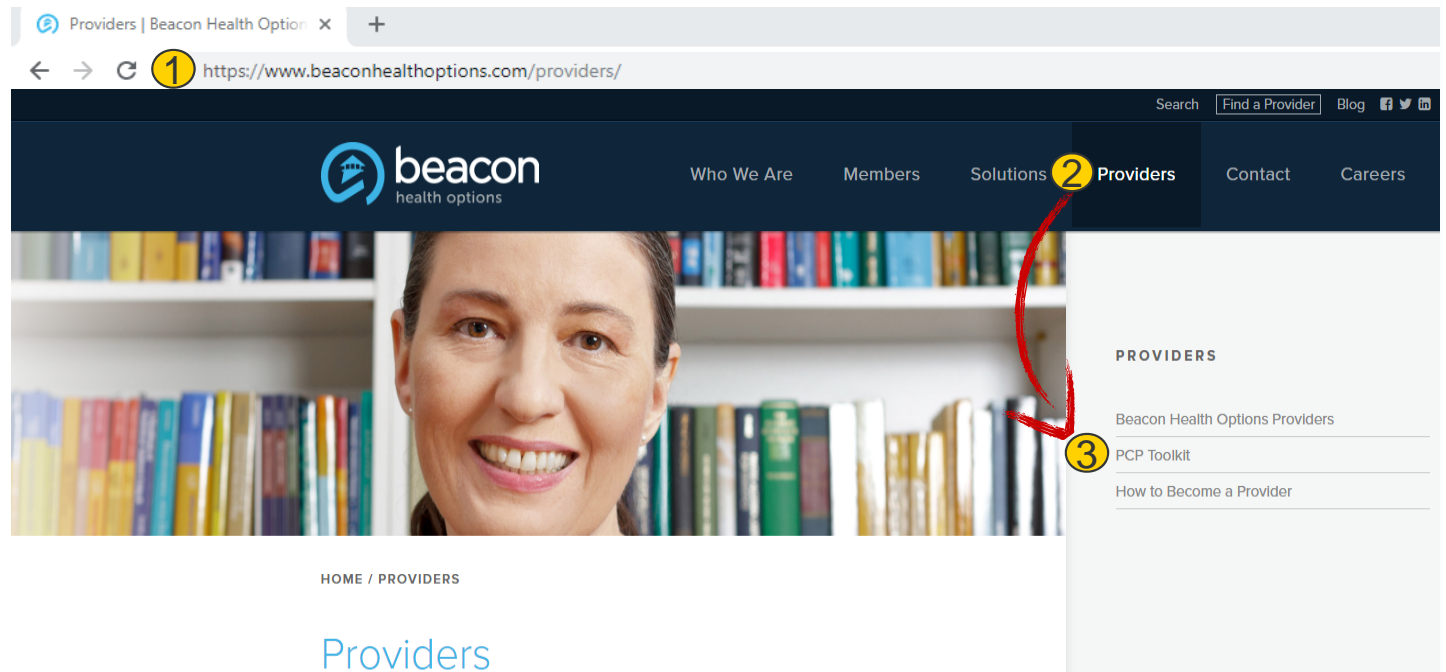 Providers | Beacon Health Option
1 https://www.beaconhealthoptions.com/providers/
Search Find a Provider Blog
beacon
health options
Who We Are Members Solutions 2 Providers Contact Careers
PROVIDERS
Beacon Health Options Providers
3 PCP Toolkit
How to Become a Provider
HOME / PROVIDERS
Providers